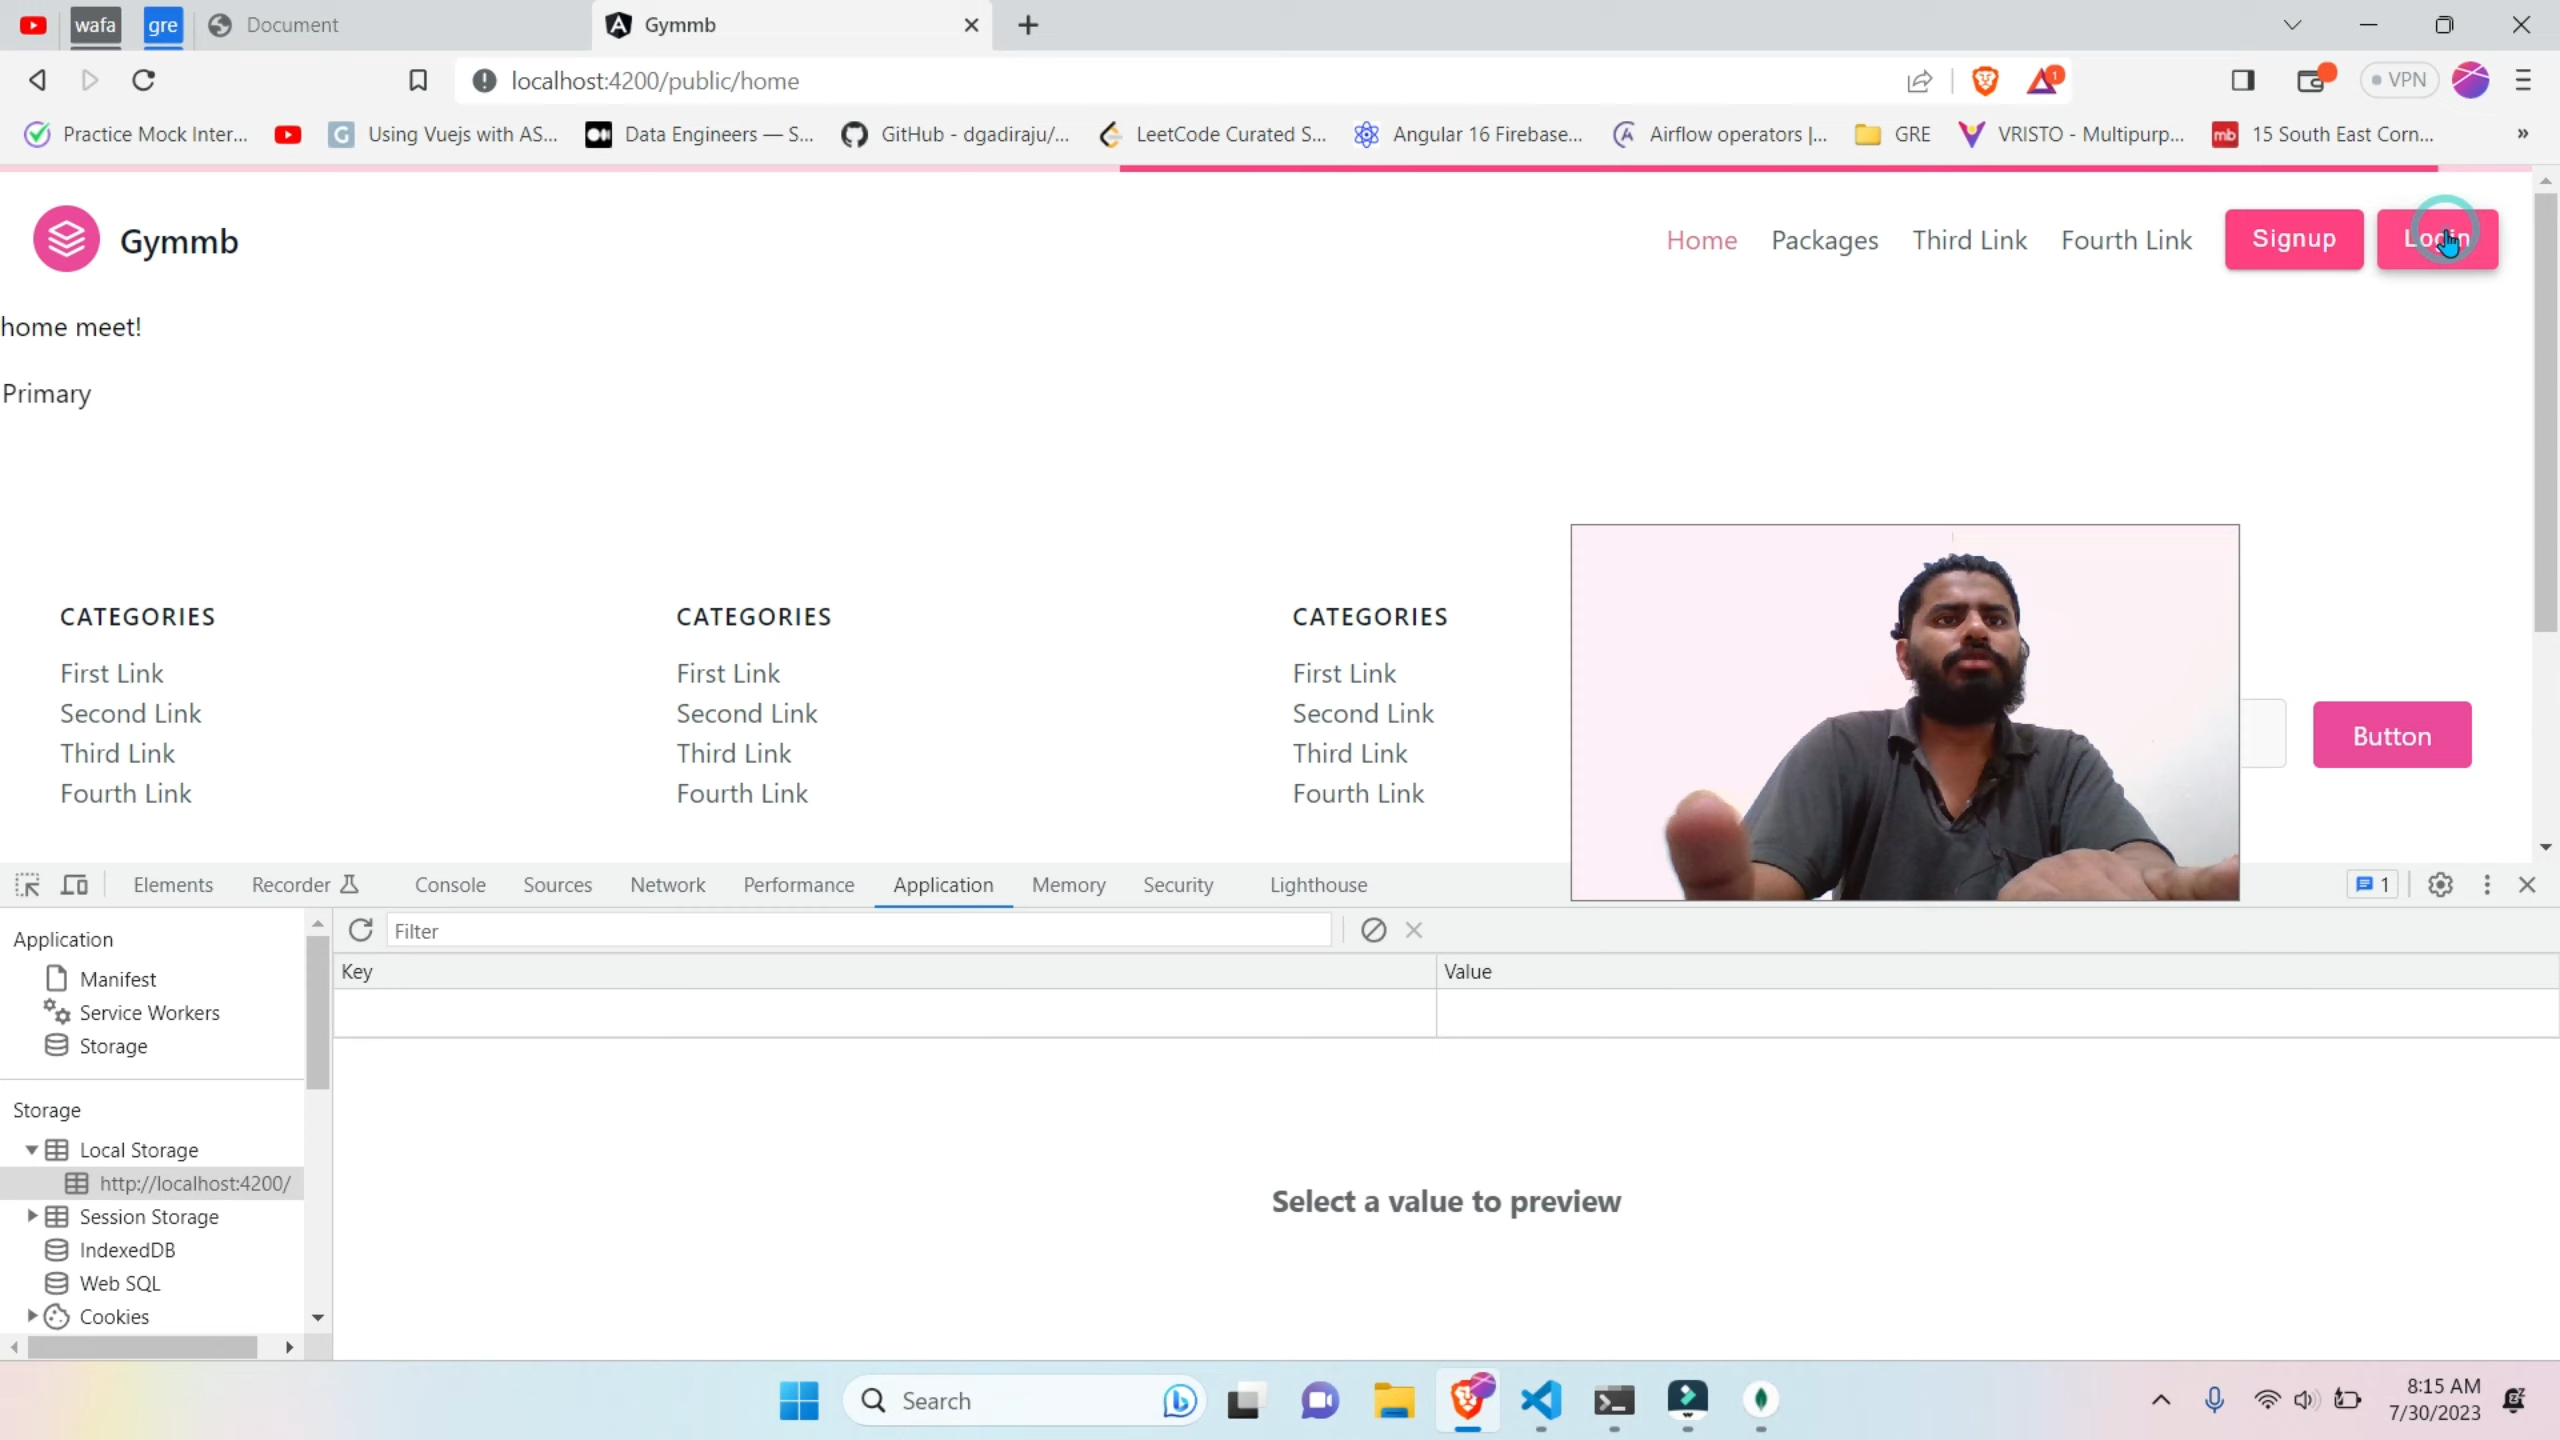 wafa
gre
Document
Gymmb
localhost:4200/public/home
1
VPN
Practice Mock Inter...
Using Vuejs with AS...
Data Engineers — S...
GitHub - dgadiraju/...
LeetCode Curated S...
Angular 16 Firebase...
Airflow operators |...
GRE
VRISTO - Multipurp...
mb
15 South East Corn...
»
Gymmb
Home
Packages
Third Link
Fourth Link
Signup
Login
home meet!
Primary
CATEGORIES
First Link
Second Link
Third Link
Fourth Link
CATEGORIES
First Link
Second Link
Third Link
Fourth Link
CATEGORIES
First Link
Second Link
Third Link
Fourth Link
Button
Elements
Recorder
Console
Sources
Network
Performance
Application
Memory
Security
Lighthouse
1
Filter
Key
Value
Application
Manifest
Service Workers
Storage
Storage
Local Storage
http://localhost:4200/
Session Storage
IndexedDB
Web SQL
Cookies
Select a value to preview
Search
8:15 AM
7/30/2023